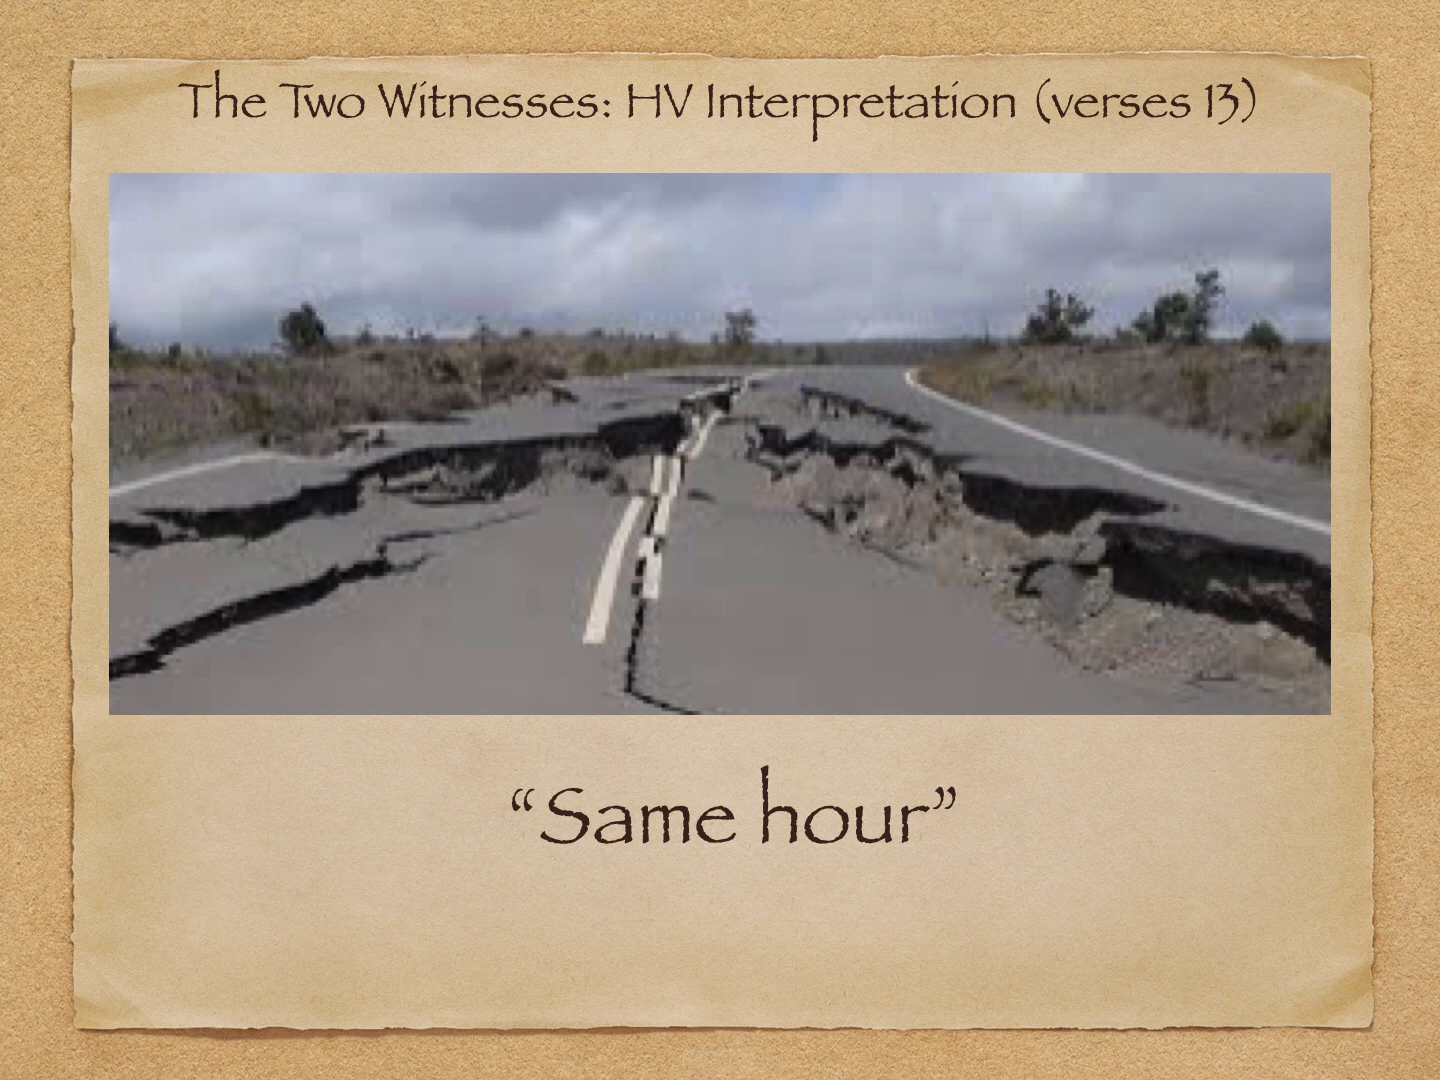 The Two Witnesses: HV Interpretation (verses 13)
“Same hour”